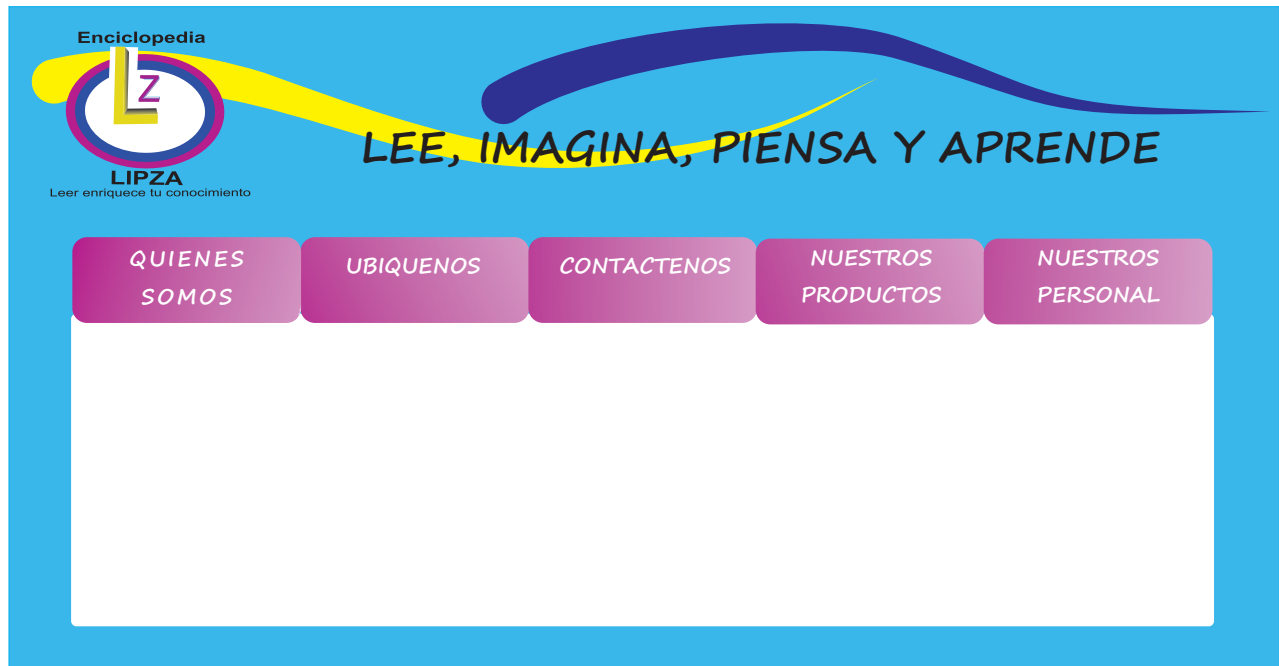 Enciclopedia
LZ
LIPZA
Leer enriquece tu conocimiento
LEE, IMAGINA, PIENSA Y APRENDE
QUIENES
SOMOS
UBIQUENOS
CONTACTENOS
NUESTROS
PRODUCTOS
NUESTROS
PERSONAL